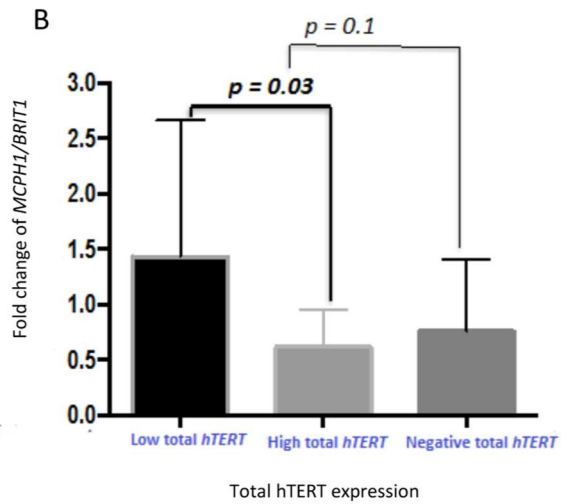 B
p = 0.1
p = 0.03
Fold change of MCPH1/BRIT1
3.0
2.5
2.0
1.5
1.0
0.5
0.0
Low total hTERT High total hTERT Negative total hTERT
Total hTERT expression